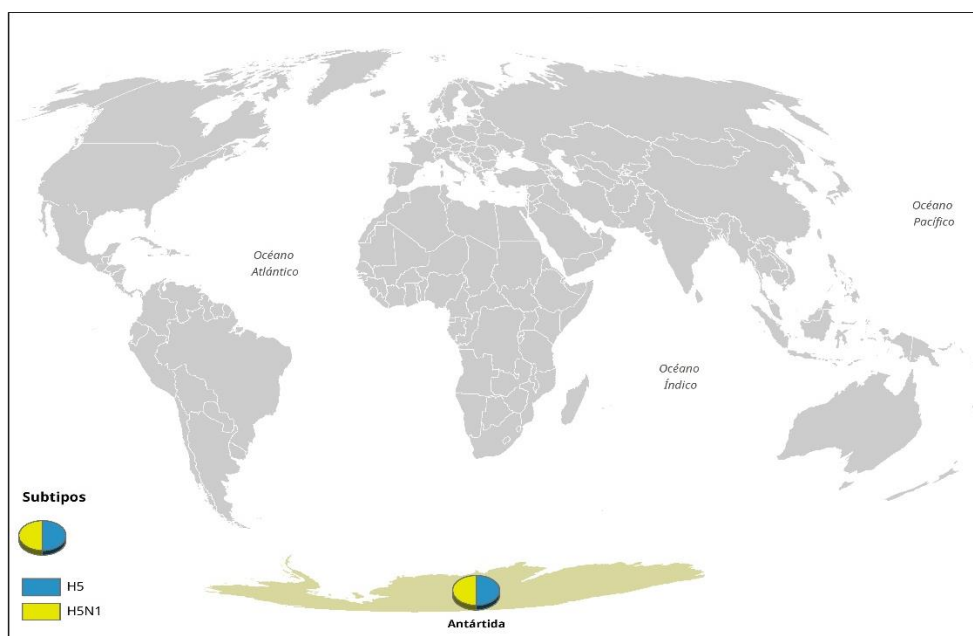 Océano
Pacífico
Océano
Atlántico
Océano
Índico
Subtipos
H5
H5N1
Antártida